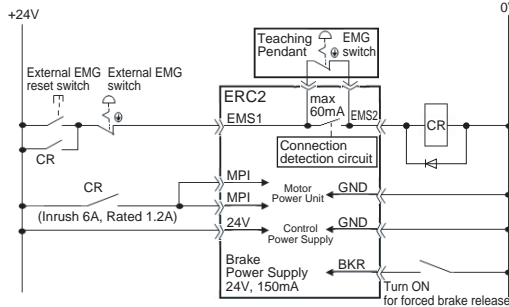 +24V
0V
Teaching
Pendant
EMG
switch
External EMG
reset switch
External EMG
switch
ERC2
max
60mA
EMS1
EMS2
CR
CR
Connection
detection circuit
CR
(Inrush 6A, Rated 1.2A)
MPI
MPI
Motor
Power Unit
GND
24V
Control
Power Supply
GND
Brake
Power Supply
24V, 150mA
BKR
Turn ON
for forced brake release